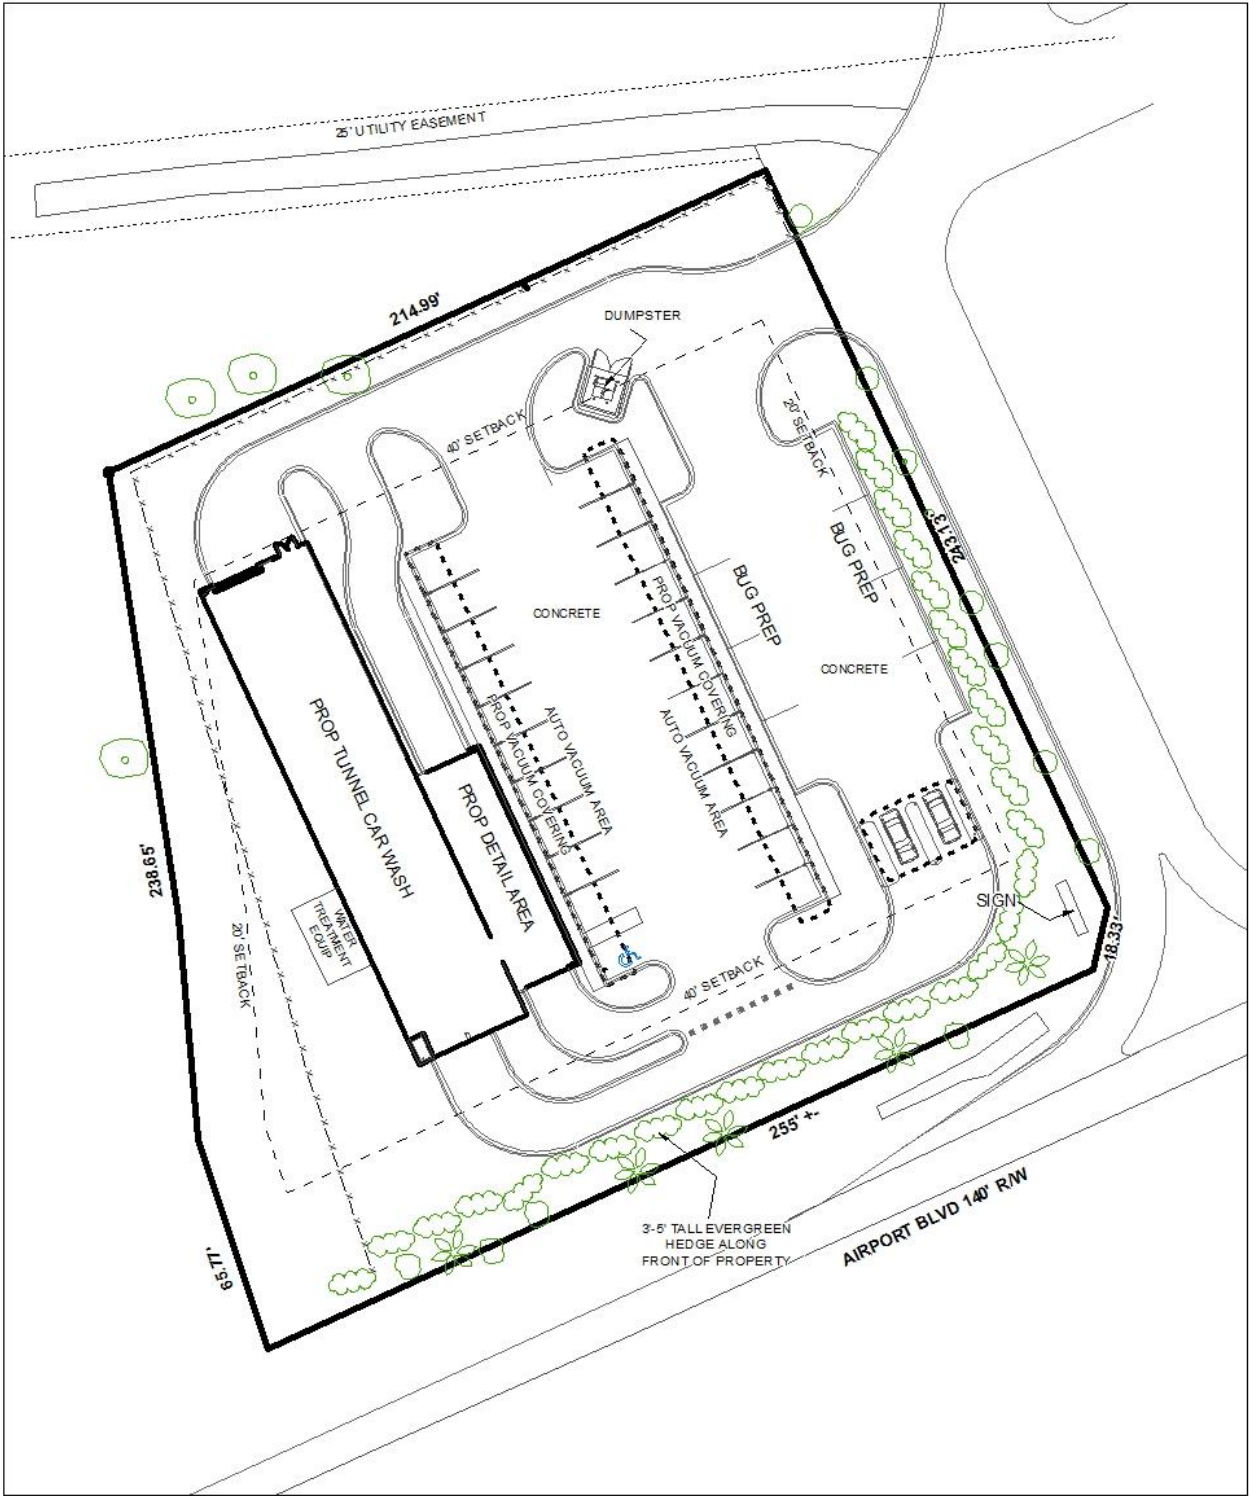 25' UTILITY EASEMENT
214.99'
DUMPSTER
40' SETBACK
20' SETBACK
243.13'
BUG PREP
BUG PREP
CONCRETE
PROP VACUUM COVERING
CONCRETE
PROP TUNNEL CAR WASH
PROP VACUUM COVERING
AUTO VACUUM AREA
AUTO VACUUM AREA
PROP DETAIL AREA
238.65'
WATER
TREATMENT
EQUIP
SIGN
20' SETBACK
18.33'
40' SETBACK
255' +-
3'-5' TALL EVERGREEN
HEDGE ALONG
FRONT OF PROPERTY
AIRPORT BLVD 140' R/W
65.77'